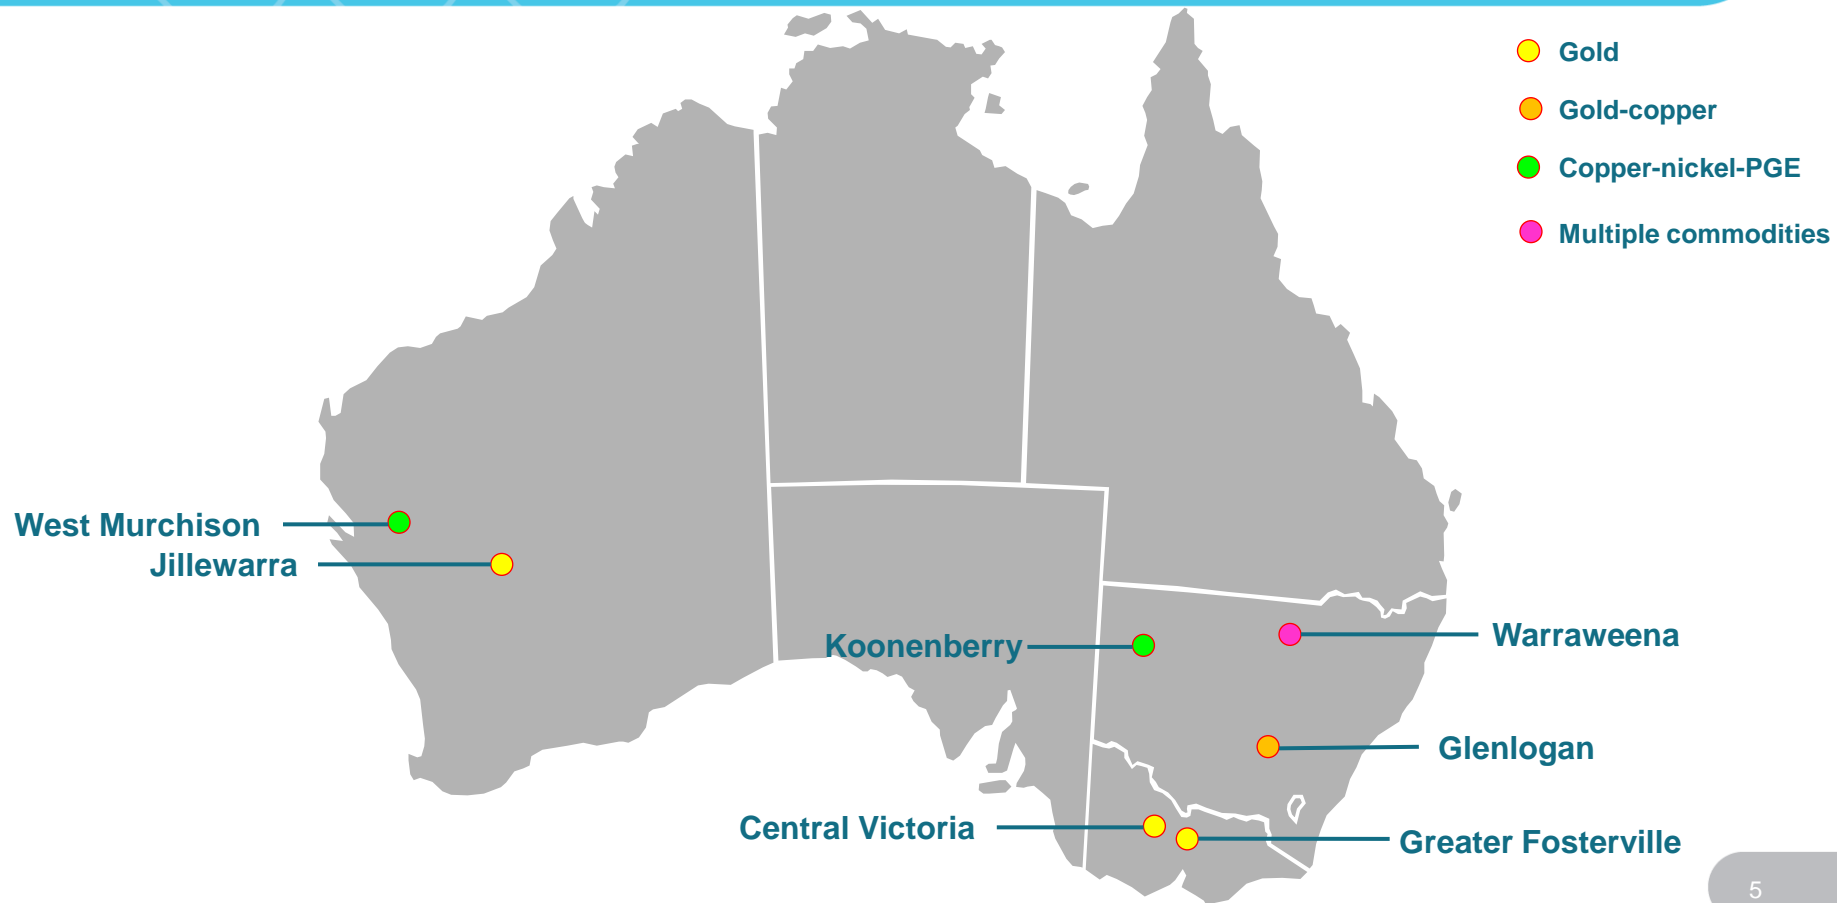 Gold
Gold-copper
Copper-nickel-PGE
Multiple commodities
West Murchison
Jillewarra
Koonenberry
Warraweena
Glenlogan
Central Victoria
Greater Fosterville
5